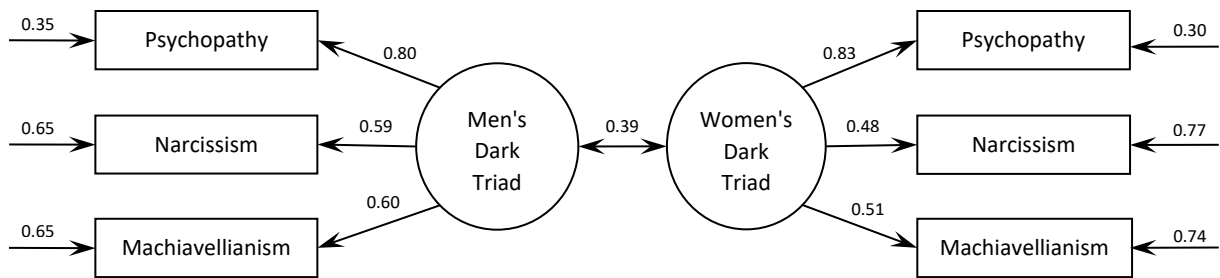 0.35
Psychopathy
0.80
0.65
Narcissism
0.59
0.65
Machiavellianism
0.60
Men's
Dark
Triad
0.39
Women's
Dark
Triad
0.83
Psychopathy
0.30
0.48
Narcissism
0.77
0.51
Machiavellianism
0.74